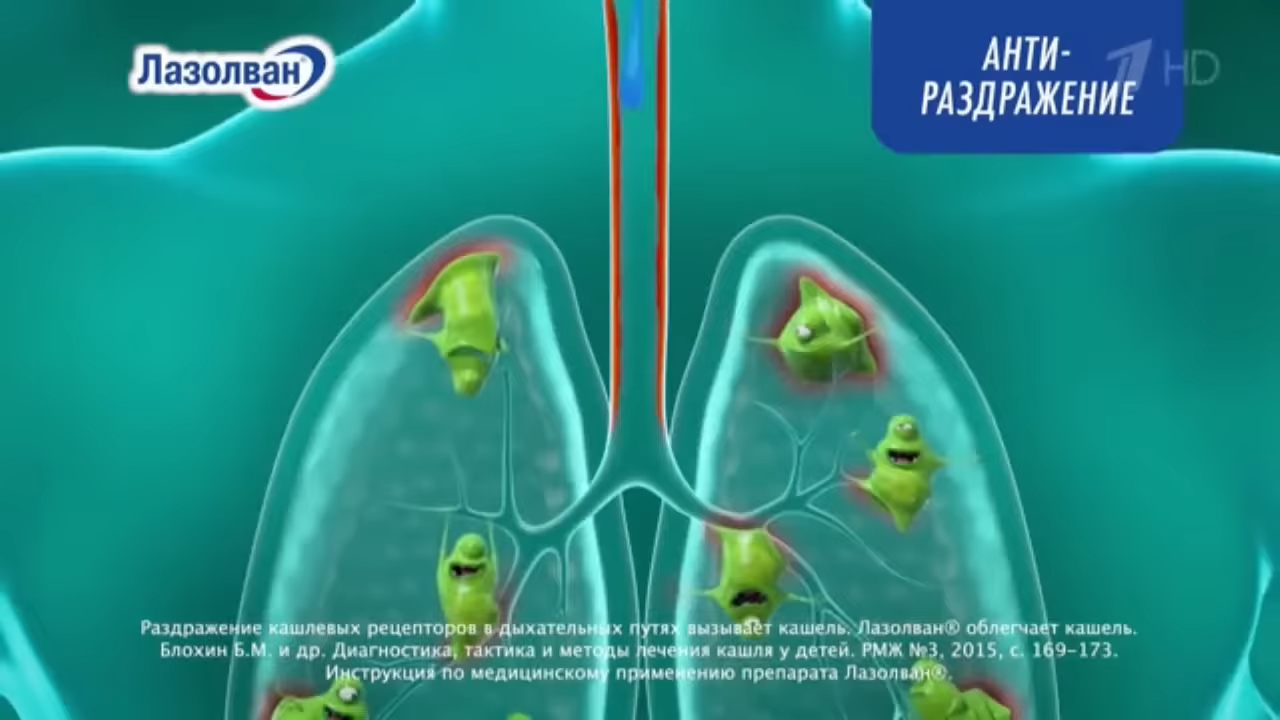 Лазолван®
АНТИ-
РАЗДРАЖЕНИЕ
1 HD
Раздражение кашлевых рецепторов в дыхательных путях вызывает кашель. Лазолван® облегчает кашель.
Блохин Б.М. и др. Диагностика, тактика и методы лечения кашля у детей. РМЖ №3, 2015, с. 169-173.
Инструкция по медицинскому применению препарата Лазолван®.